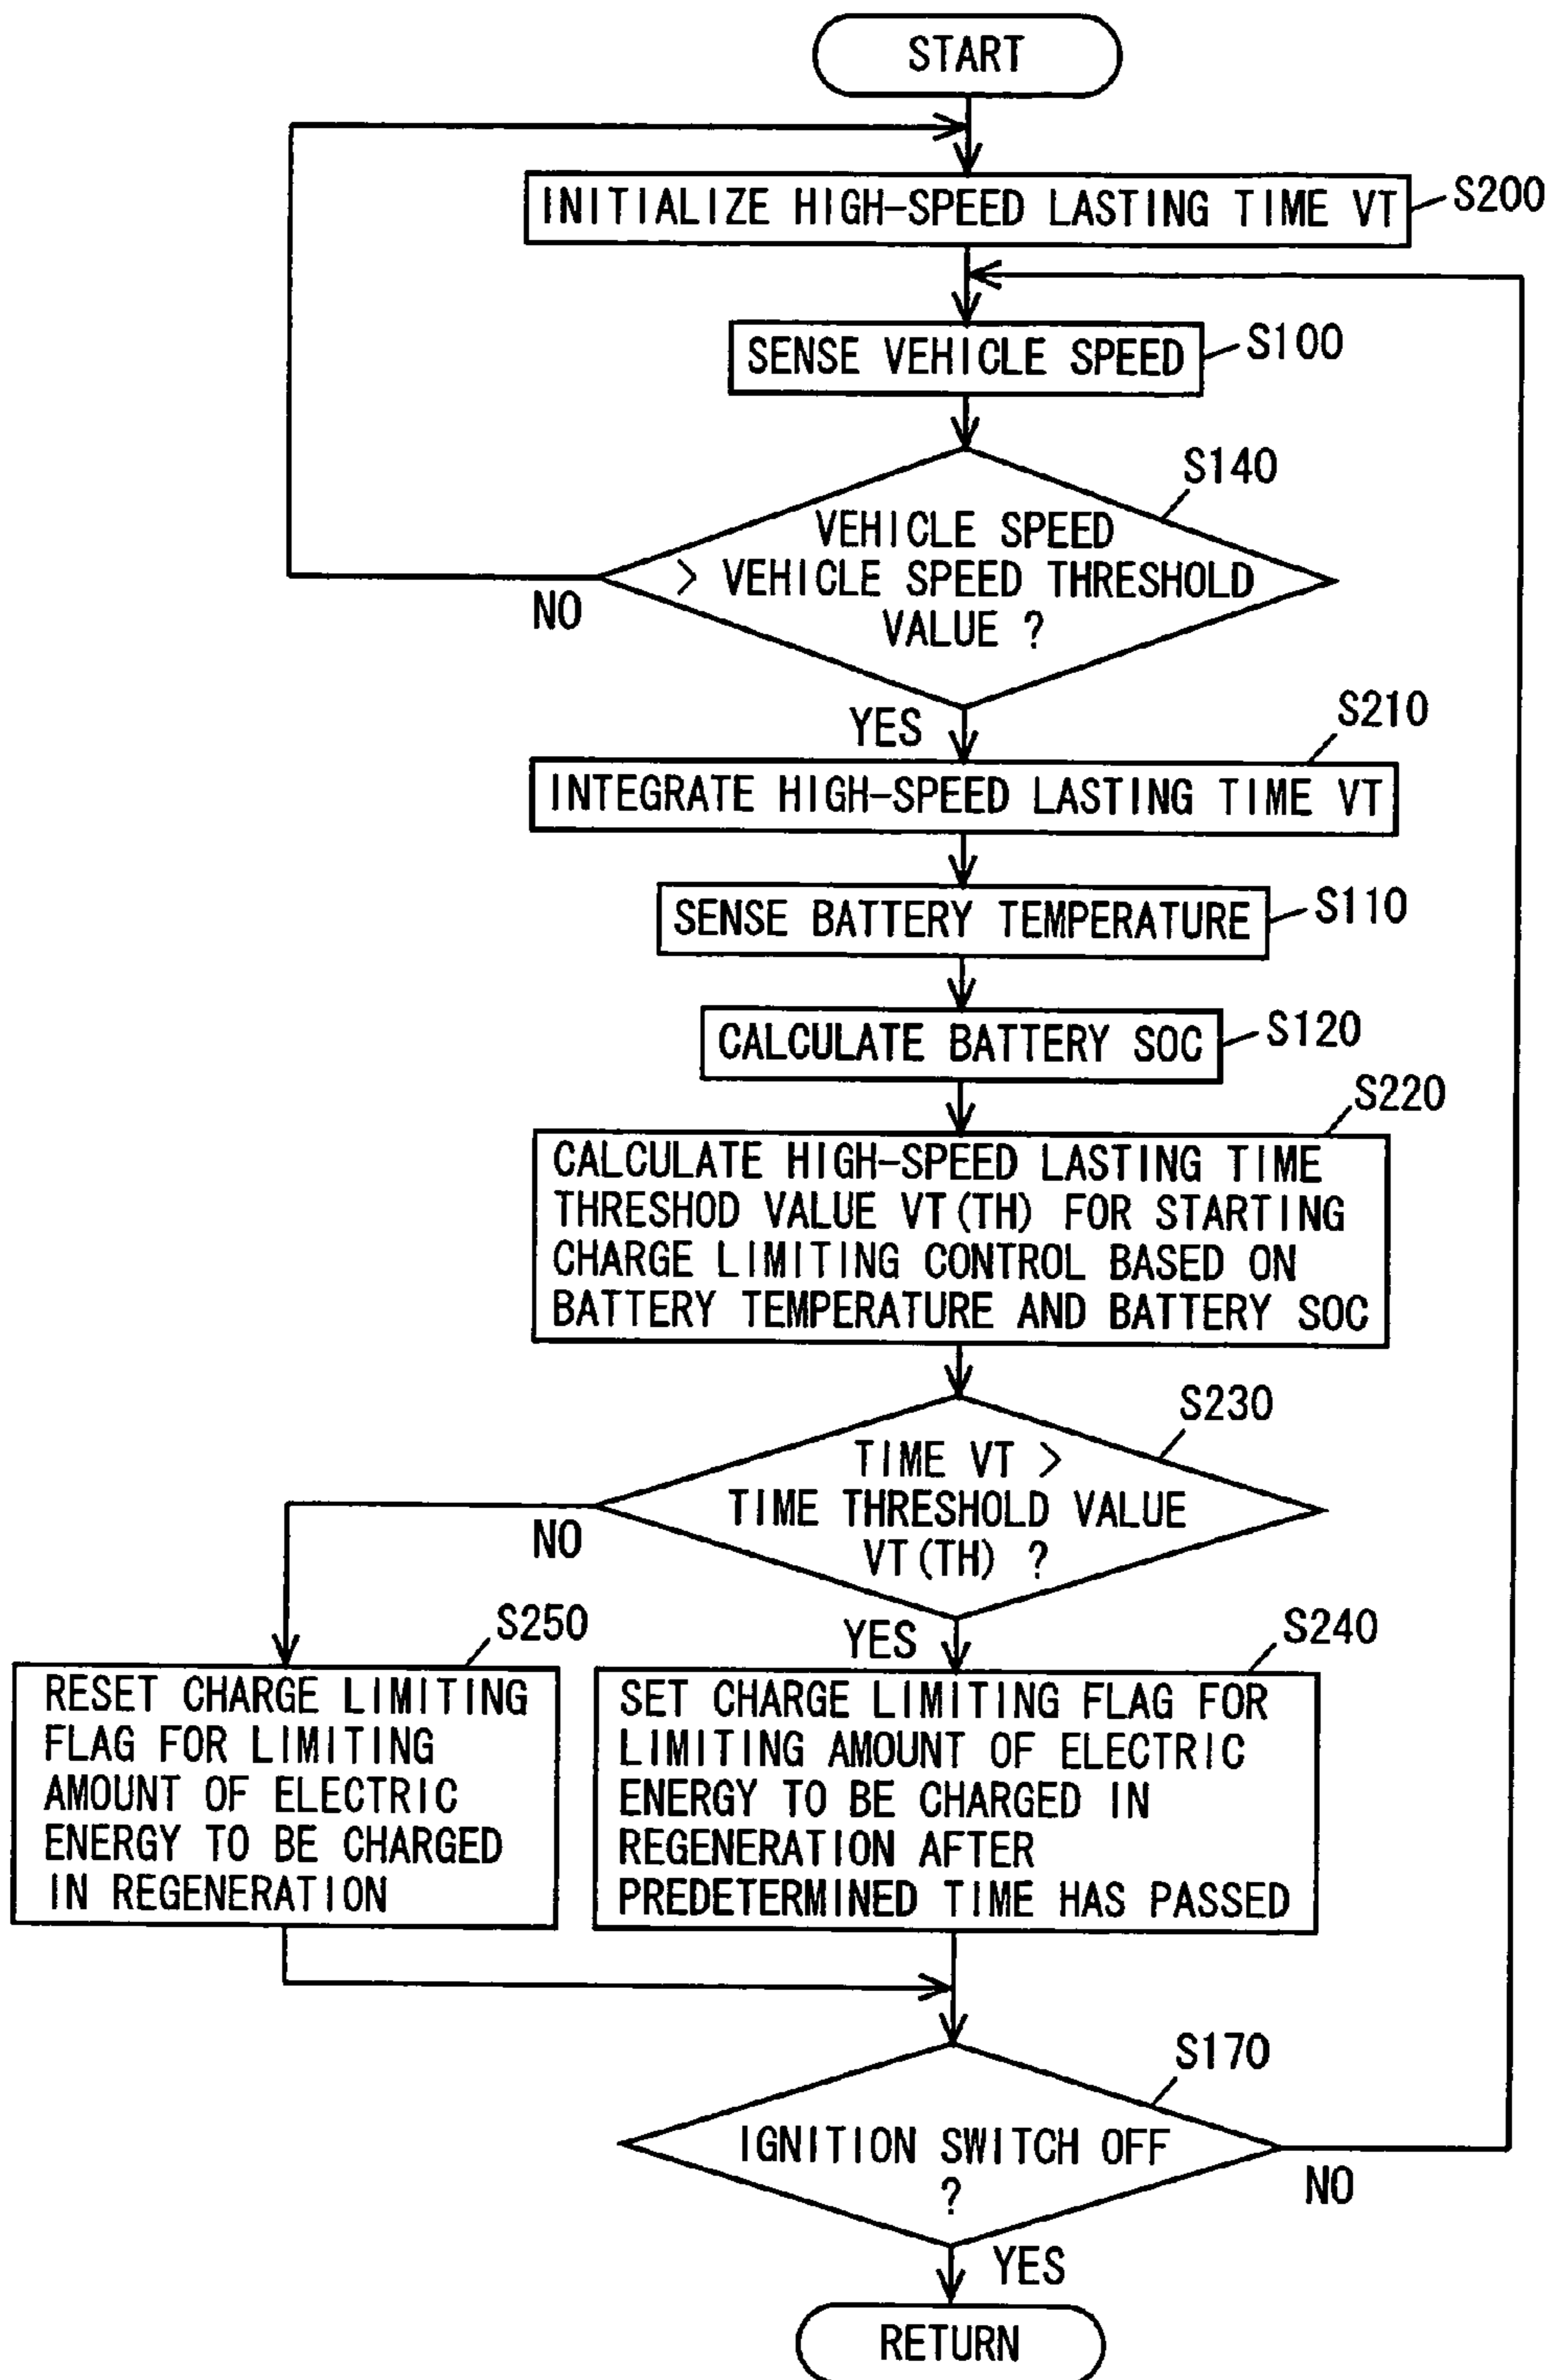 START
INITIALIZE HIGH-SPEED LASTING TIME VT
S200
SENSE VEHICLE SPEED
S100
S140
VEHICLE SPEED
> VEHICLE SPEED THRESHOLD
VALUE ?
NO
YES
S210
INTEGRATE HIGH-SPEED LASTING TIME VT
SENSE BATTERY TEMPERATURE
S110
CALCULATE BATTERY SOC
S120
S220
CALCULATE HIGH-SPEED LASTING TIME
THRESHOD VALUE VT(TH) FOR STARTING
CHARGE LIMITING CONTROL BASED ON
BATTERY TEMPERATURE AND BATTERY SOC
S230
TIME VT >
TIME THRESHOLD VALUE
VT(TH) ?
NO
YES
S250
RESET CHARGE LIMITING
FLAG FOR LIMITING
AMOUNT OF ELECTRIC
ENERGY TO BE CHARGED
IN REGENERATION
S240
SET CHARGE LIMITING FLAG FOR
LIMITING AMOUNT OF ELECTRIC
ENERGY TO BE CHARGED IN
REGENERATION AFTER
PREDETERMINED TIME HAS PASSED
S170
IGNITION SWITCH OFF
?
NO
YES
RETURN